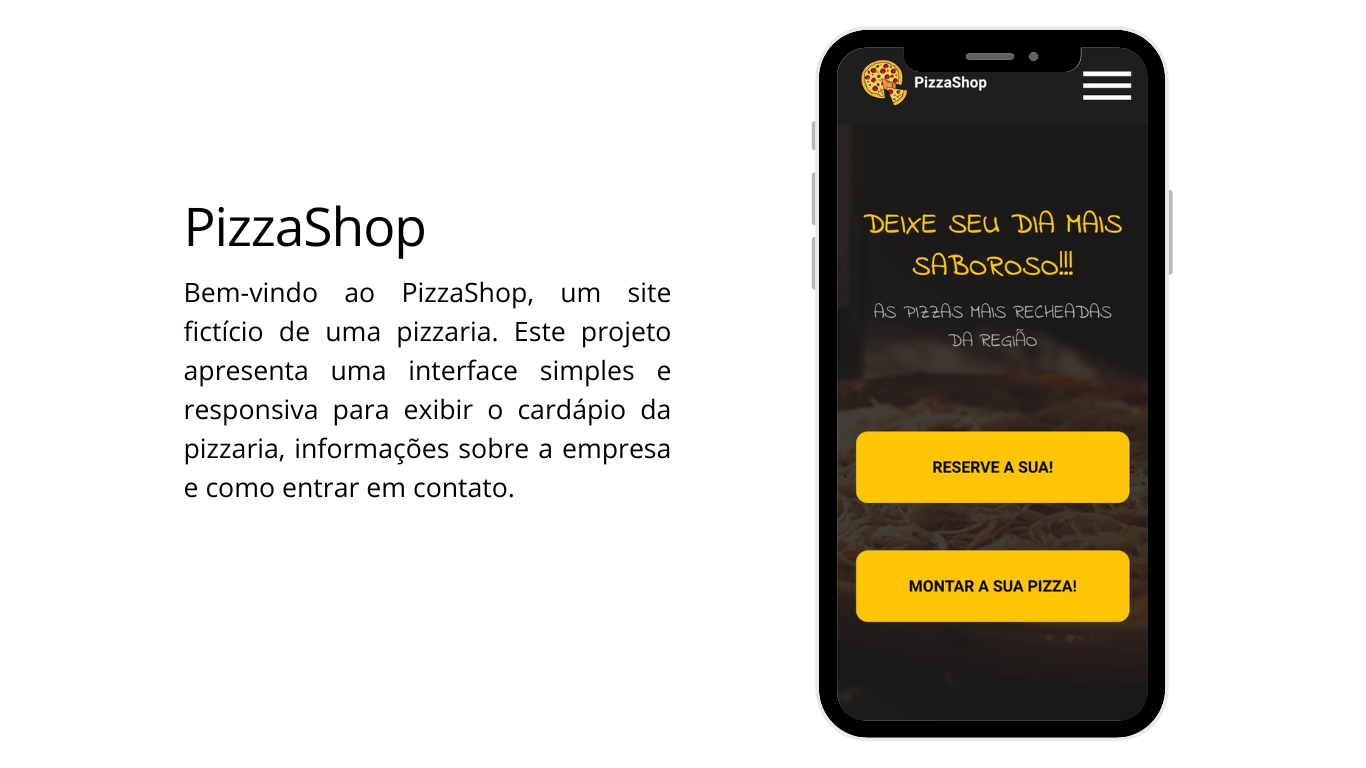 PizzaShop
Bem-vindo ao PizzaShop, um site
fictício de uma pizzaria. Este projeto
apresenta uma interface simples e
responsiva para exibir o cardápio da
pizzaria, informações sobre a empresa
e como entrar em contato.
PizzaShop
DEIXE SEU DIA MAIS
SABOROSO!!!
AS PIZZAS MAIS RECHEADAS
DA REGIÃO
RESERVE A SUA!
MONTAR A SUA PIZZA!